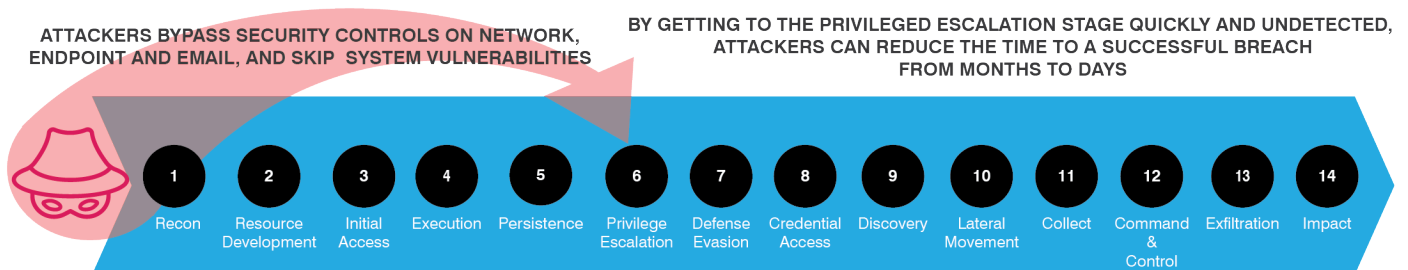 ATTACKERS BYPASS SECURITY CONTROLS ON NETWORK,
ENDPOINT AND EMAIL, AND SKIP SYSTEM VULNERABILITIES
BY GETTING TO THE PRIVILEGED ESCALATION STAGE QUICKLY AND UNDETECTED,
ATTACKERS CAN REDUCE THE TIME TO A SUCCESSFUL BREACH
FROM MONTHS TO DAYS
1
Recon
2
Resource
Development
3
Initial
Access
4
Execution
5
Persistence
6
Privilege
Escalation
7
Defense
Evasion
8
Credential
Access
9
Discovery
10
Lateral
Movement
11
Collect
12
Command
&
Control
13
Exfiltration
14
Impact